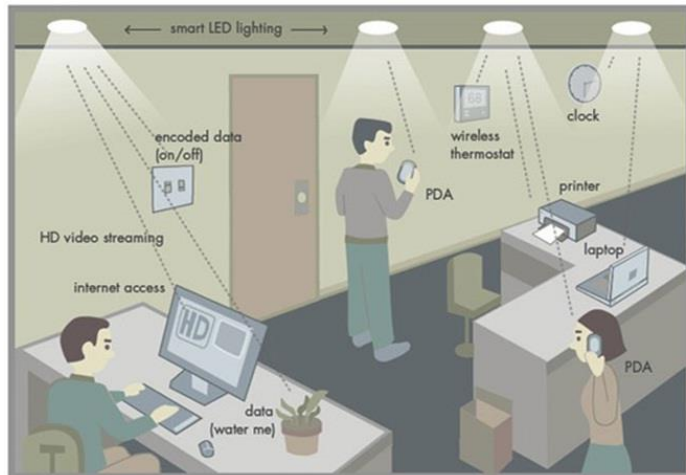 smart LED lighting
encoded data
(on/off)
68
wireless
thermostat
clock
PDA
printer
HD video streaming
laptop
internet access
HD
PDA
data
(water me)